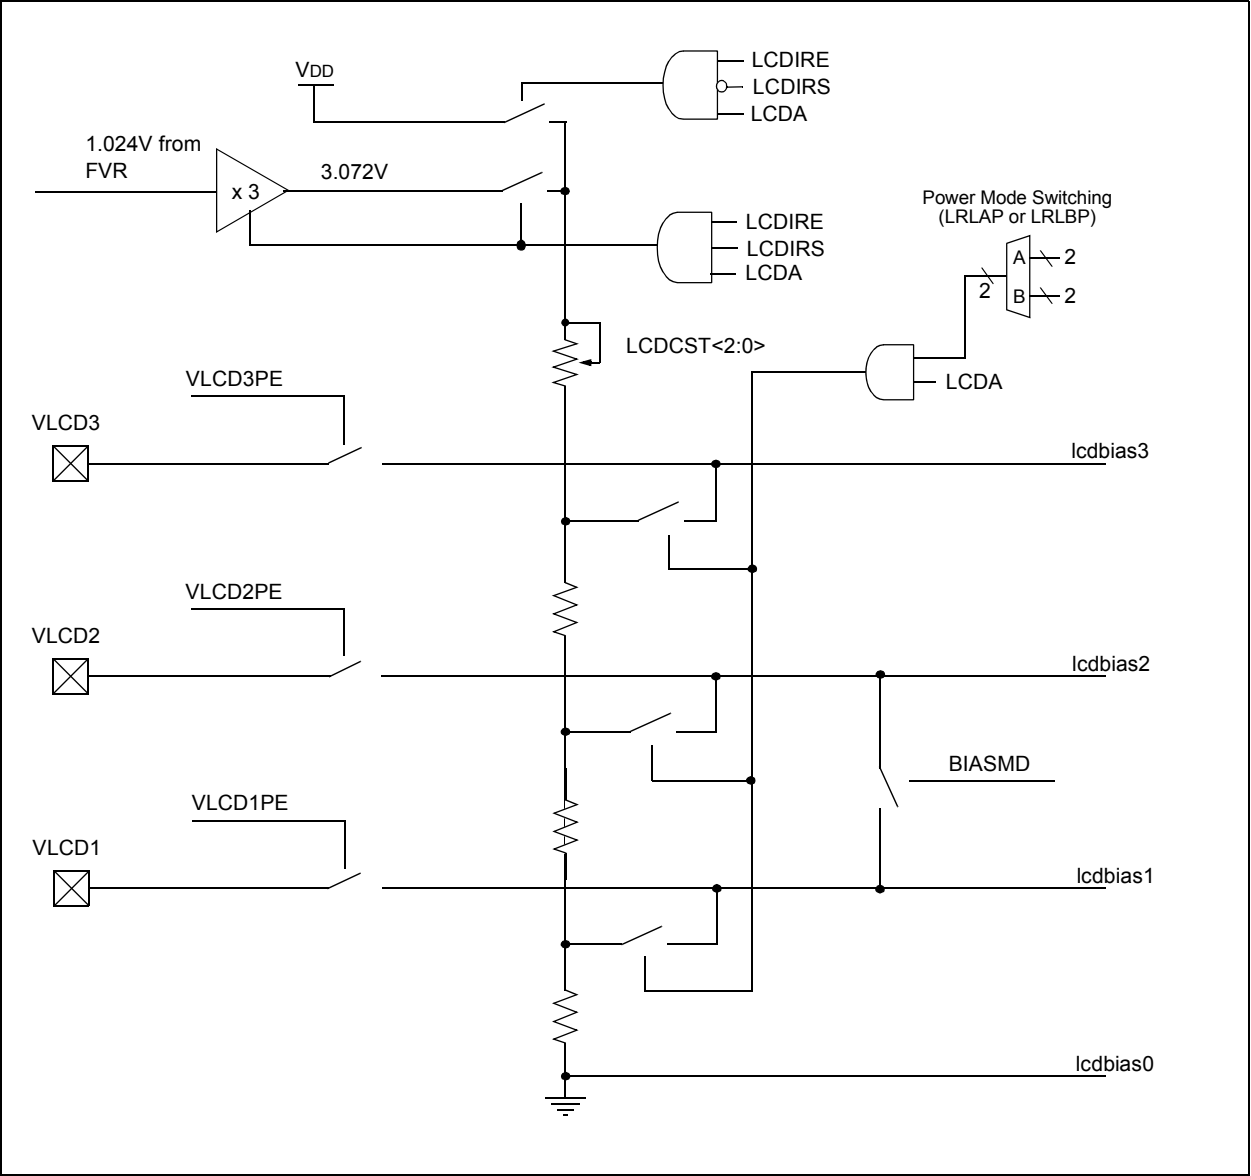 VDD
LCDIRE
LCDIRS
LCDA
1.024V from
FVR
x 3
3.072V
LCDIRE
LCDIRS
LCDA
Power Mode Switching
(LRLAP or LRLBP)
A
2
2
B
2
LCDCST<2:0>
LCDA
VLCD3PE
VLCD3
lcdbias3
VLCD2PE
VLCD2
lcdbias2
BIASMD
VLCD1PE
VLCD1
lcdbias1
lcdbias0